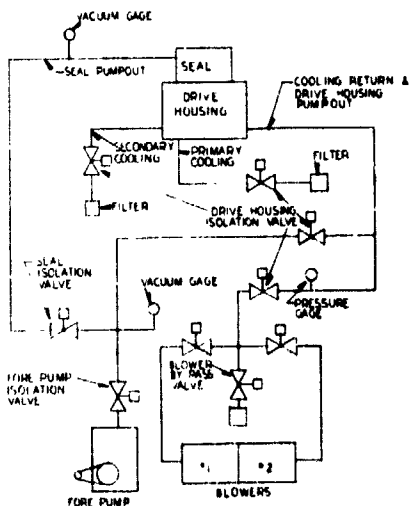 VACUUM GAGE
SEAL PUMPOUT
SEAL
DRIVE
HOUSING
COOLING RETURN &
DRIVE HOUSING
PUMPOUT
SECONDARY
COOLING
PRIMARY
COOLING
FILTER
FILTER
DRIVE HOUSING
ISOLATION VALVE
SEAL
ISOLATION
VALVE
VACUUM GAGE
PRESSURE
GAGE
BLOWER
BY PASS
VALVE
FORE PUMP
ISOLATION
VALVE
#1
#2
FORE PUMP
BLOWERS